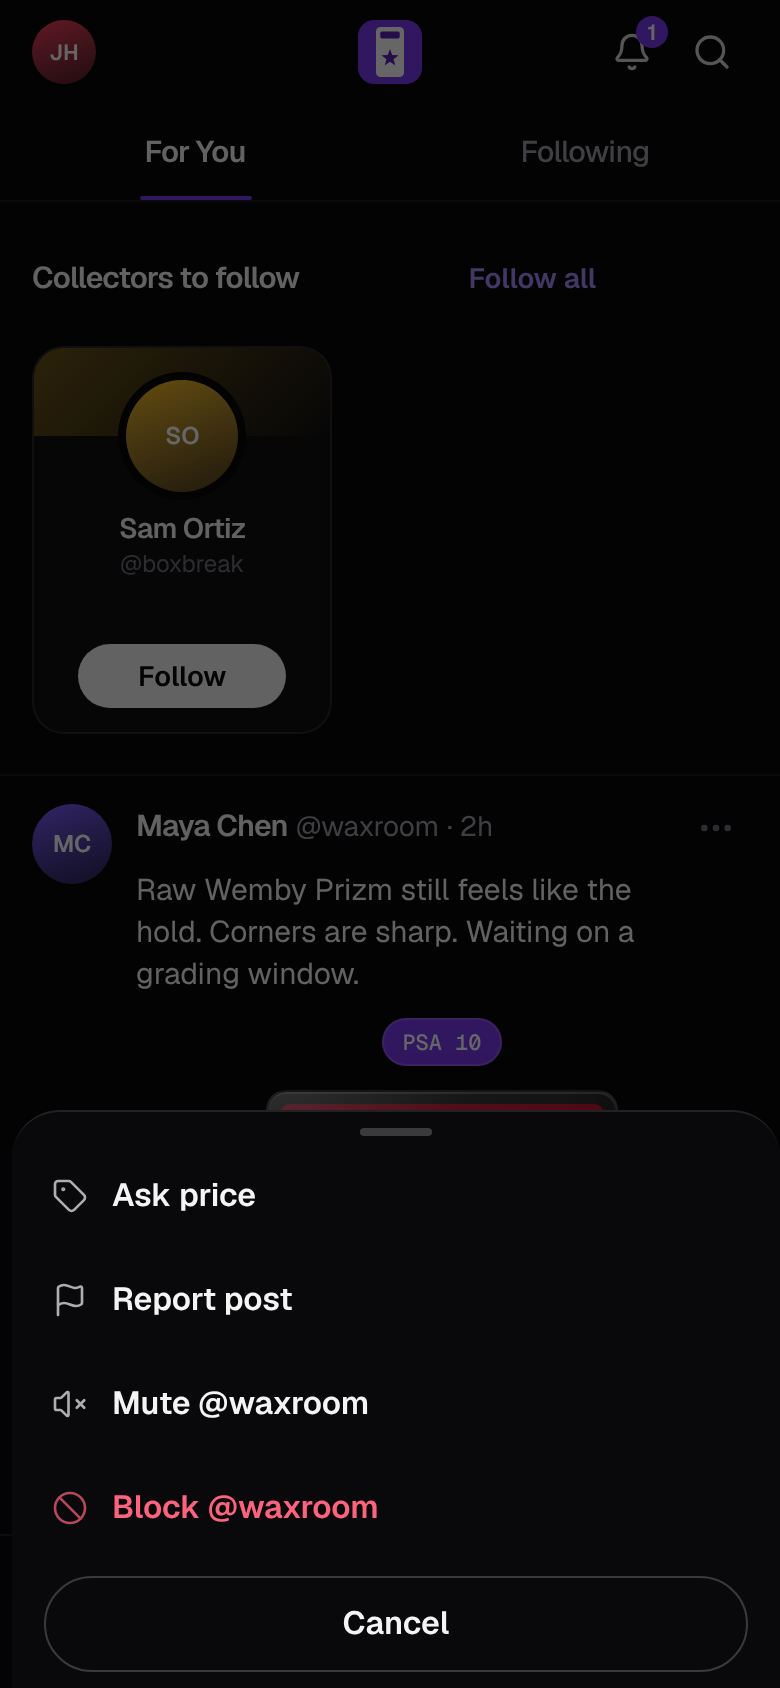 JH
1
For You
Following
Collectors to follow
Follow all
SO
Sam Ortiz
@boxbreak
Follow
MC
Maya Chen @waxroom · 2h
Raw Wemby Prizm still feels like the
hold. Corners are sharp. Waiting on a
grading window.
PSA 10
Ask price
Report post
Mute @waxroom
Block @waxroom
Cancel